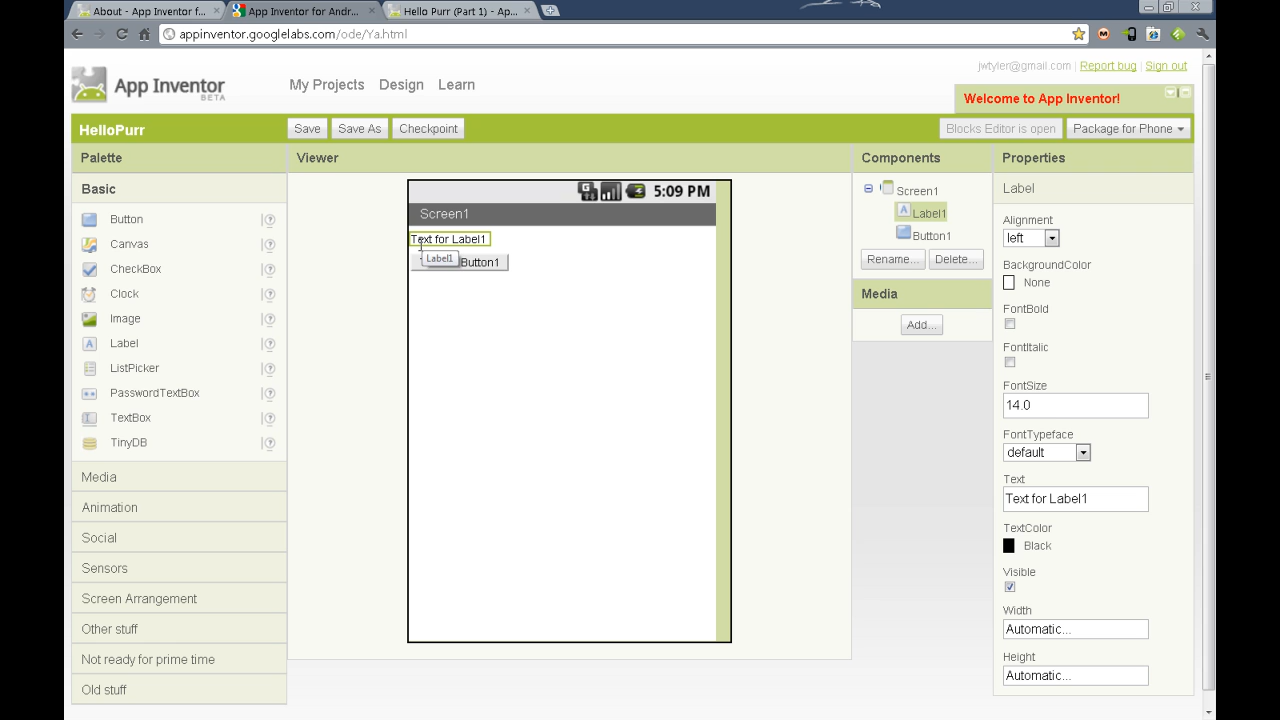 About - App Inventor f...
App Inventor for Andr...
Hello Purr (Part 1) - Ap...
appinventor.googlelabs.com/ode/Ya.html
jwtyler@gmail.com | Report bug | Sign out
App Inventor
BETA
My Projects Design Learn
Welcome to App Inventor!
HelloPurr
Save Save As Checkpoint
Blocks Editor is open Package for Phone
Palette
Basic
Button
Canvas
CheckBox
Clock
Image
Label
ListPicker
PasswordTextBox
TextBox
TinyDB
Media
Animation
Social
Sensors
Screen Arrangement
Other stuff
Not ready for prime time
Old stuff
Viewer
5:09 PM
Screen1
Text for Label1
Label1
Button1
Components
Screen1
Label1
Button1
Rename... Delete...
Media
Add...
Properties
Label
Alignment
left
BackgroundColor
None
FontBold
FontItalic
FontSize
14.0
FontTypeface
default
Text
Text for Label1
TextColor
Black
Visible
Width
Automatic...
Height
Automatic...